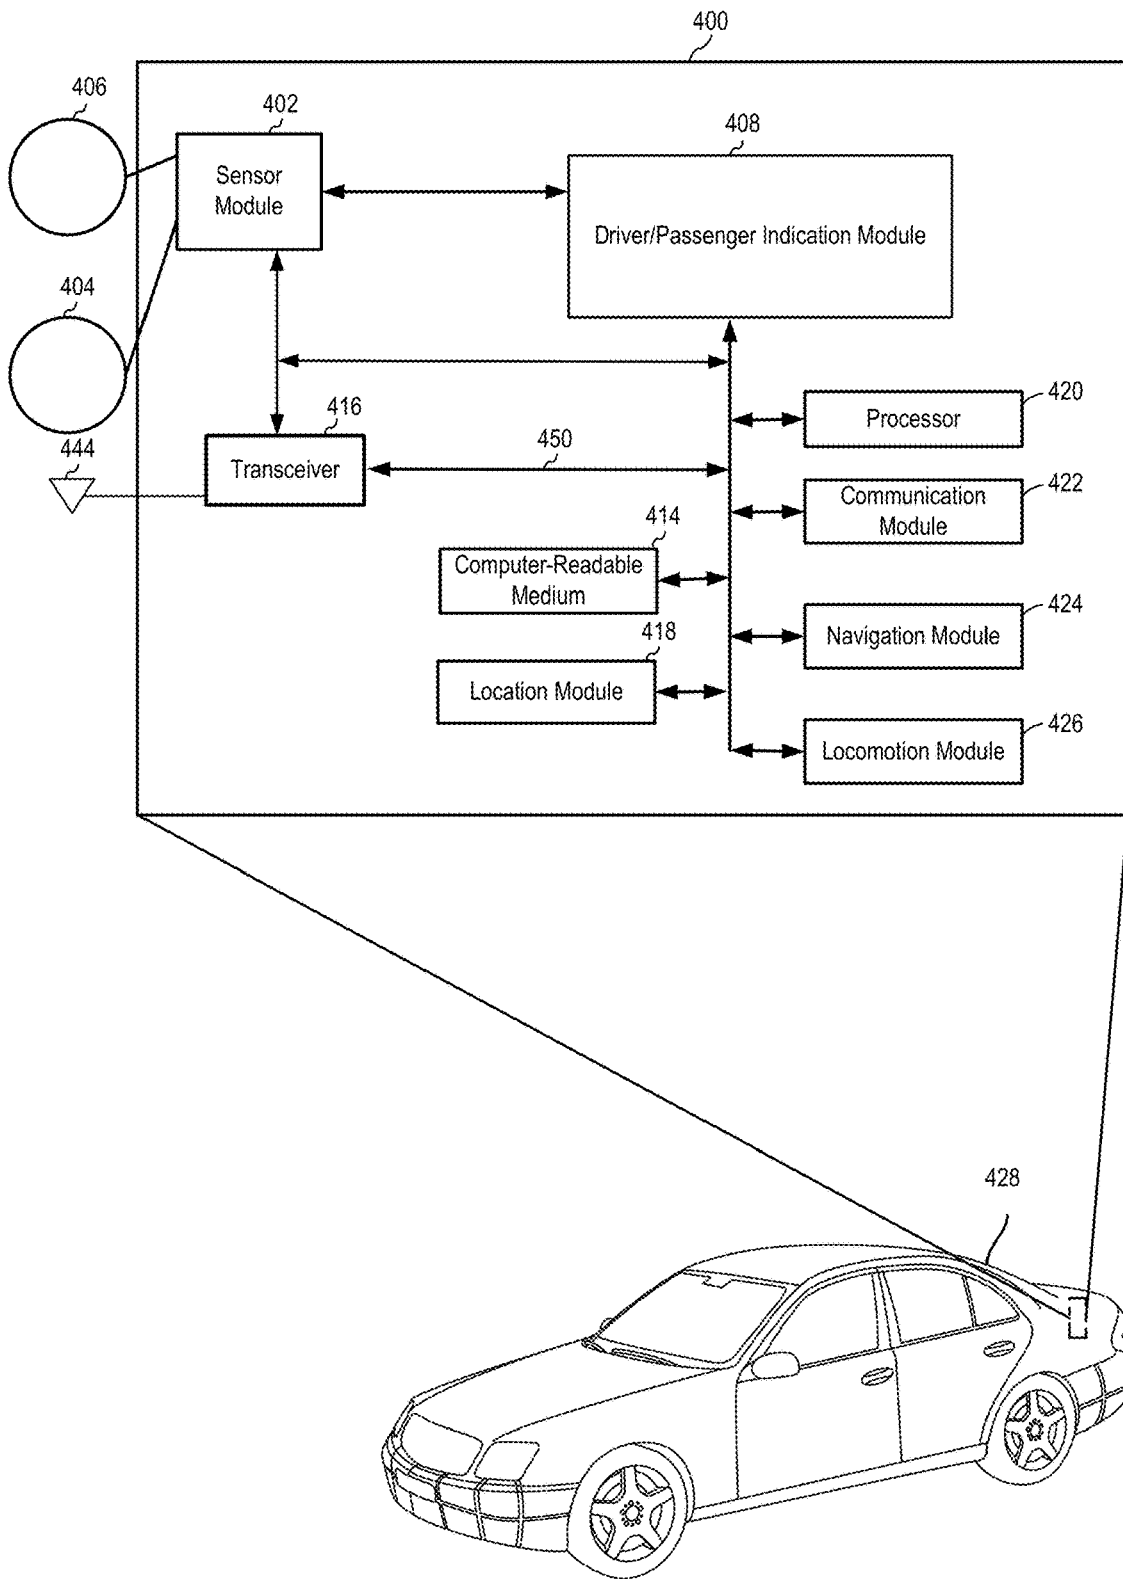 400
406
402
408
Sensor
Module
Driver/Passenger Indication Module
404
420
Processor
416
Transceiver
450
444
422
Communication
Module
414
Computer-Readable
Medium
424
Navigation Module
418
Location Module
426
Locomotion Module
428